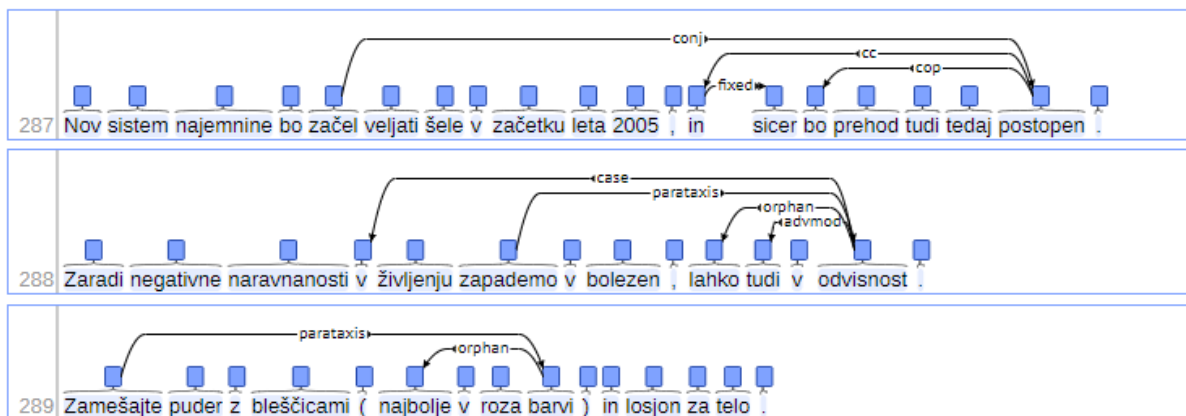 conj
cc
cop
fixed
287 Nov sistem najemnine bo začel veljati šele v začetku leta 2005 , in sicer bo prehod tudi tedaj postopen .
case
parataxis
orphan
advmod
288 Zaradi negativne naravnanosti v življenju zapademo v bolezen , lahko tudi v odvisnost .
parataxis
orphan
289 Zamešajte puder z bleščicami ( najbolje v roza barvi ) in losjon za telo .